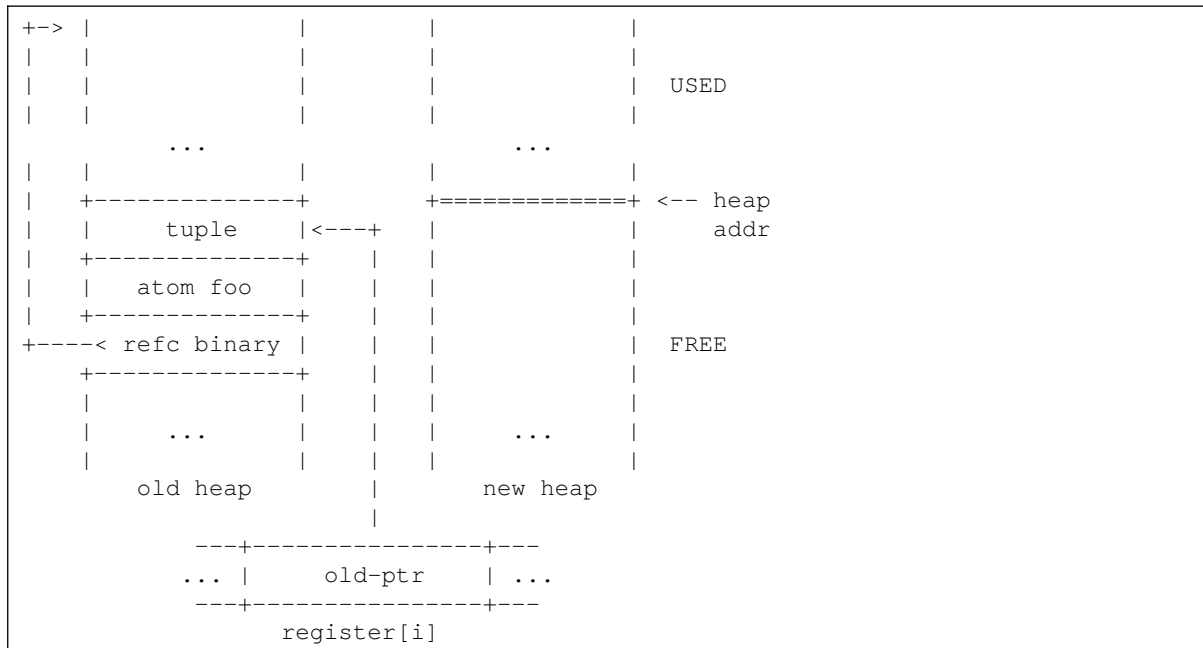 +-> |              |        |             |
|   |              |        |             |
|   |              |        |             |  USED
|   |              |        |             |
          ...                    ...
|   |              |        |             |
|   +--------------+        +=============+ <-- heap
|   |     tuple    |<---+   |             |     addr
|   +--------------+    |   |             |
|   |   atom foo   |    |   |             |
|   +--------------+    |   |             |
+----< refc binary |    |   |             |  FREE
    +--------------+    |   |             |
    |              |    |   |             |
    |     ...      |    |   |     ...     |
    |              |    |   |             |
       old heap         |      new heap
                        |
            ---+----------------+---
           ... |     old-ptr    | ...
            ---+----------------+---
                  register[i]